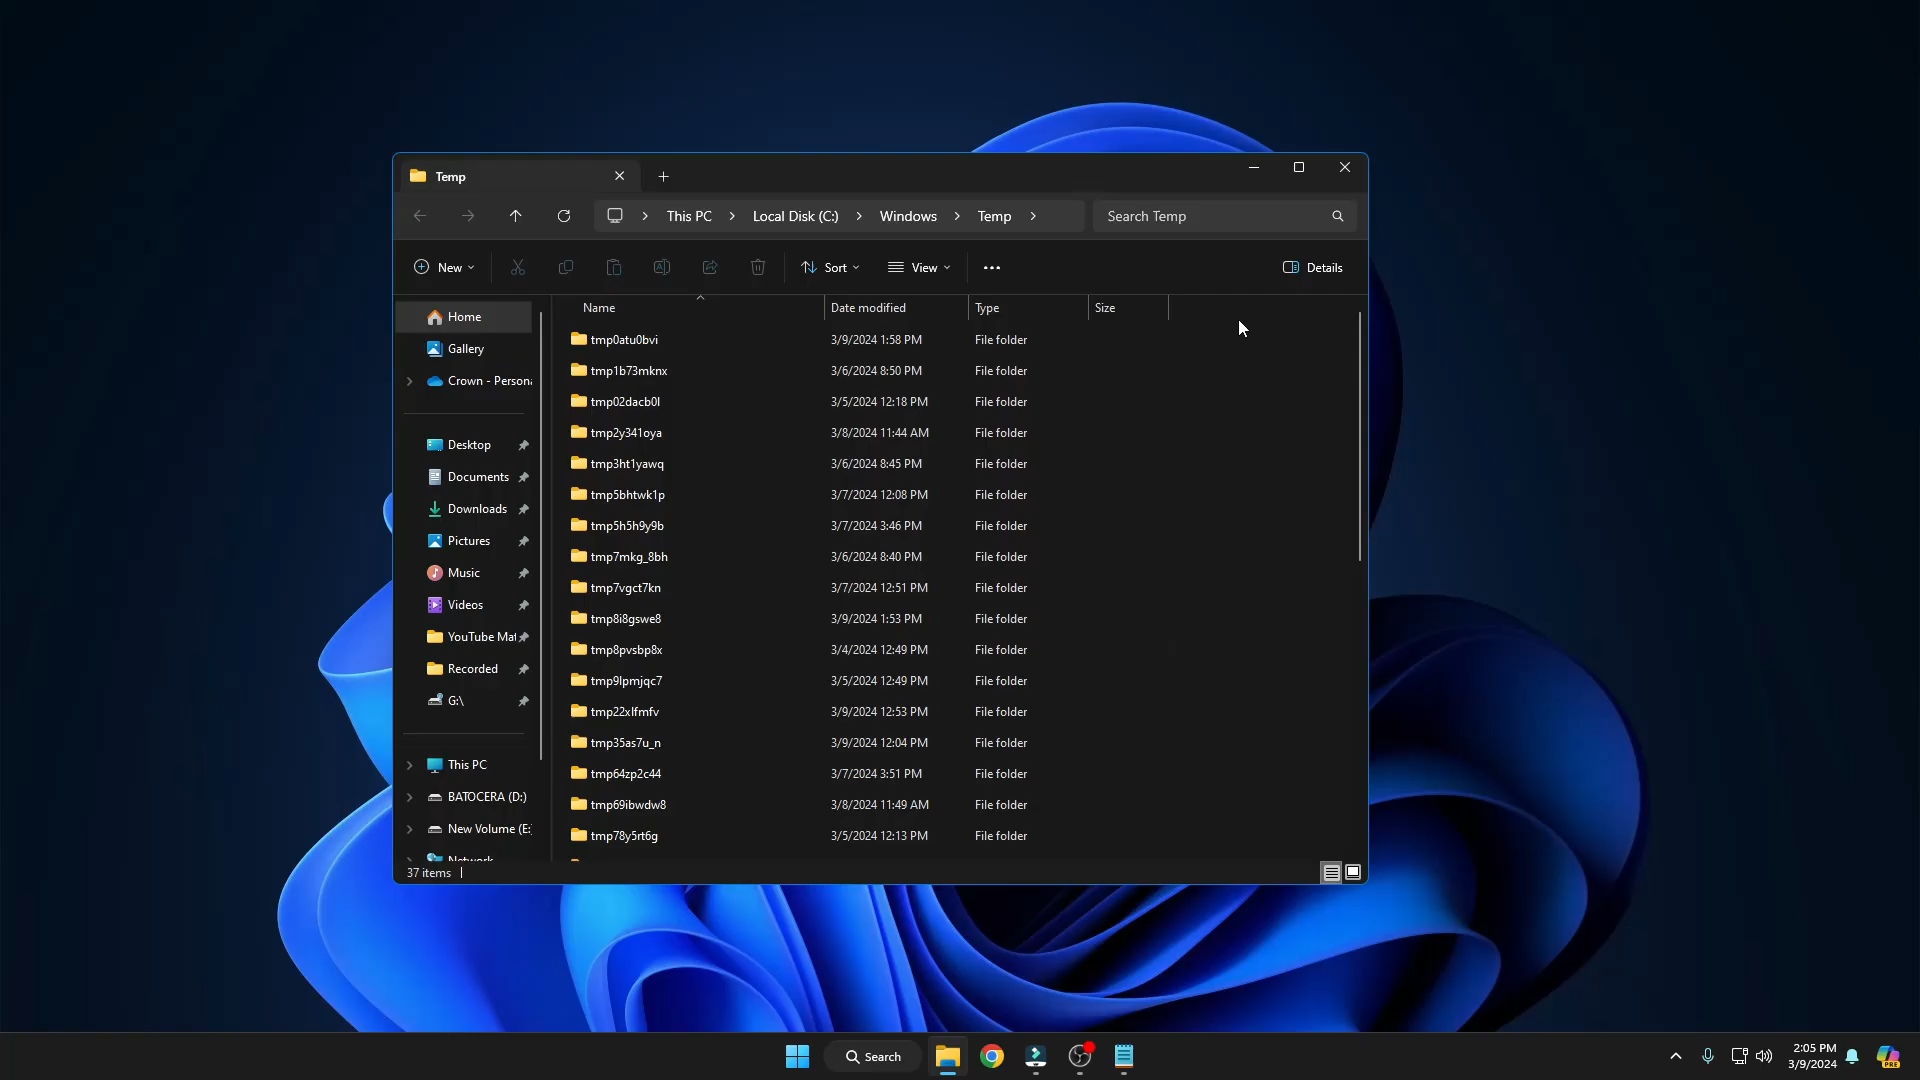 Temp
This PC
Local Disk (C:)
Windows
Temp
Search Temp
New
Sort
View
Details
Name
Date modified
Type
Size
Home
Gallery
Crown - Persona
Desktop
Documents
Downloads
Pictures
Music
Videos
YouTube Mat
Recorded
G:\
This PC
BATOCERA (D:)
New Volume (E:
Network
tmp0atu0bvi 3/9/2024 1:58 PM File folder
tmp1b73mknx 3/6/2024 8:50 PM File folder
tmp02dacb0l 3/5/2024 12:18 PM File folder
tmp2y341oya 3/8/2024 11:44 AM File folder
tmp3ht1yawq 3/6/2024 8:45 PM File folder
tmp5bhtwk1p 3/7/2024 12:08 PM File folder
tmp5h5h9y9b 3/7/2024 3:46 PM File folder
tmp7mkg_8bh 3/6/2024 8:40 PM File folder
tmp7vgct7kn 3/7/2024 12:51 PM File folder
tmp8i8gswe8 3/9/2024 1:53 PM File folder
tmp8pvsbp8x 3/4/2024 12:49 PM File folder
tmp9lpmjqc7 3/5/2024 12:49 PM File folder
tmp22xlfmfv 3/9/2024 12:53 PM File folder
tmp35as7u_n 3/9/2024 12:04 PM File folder
tmp64zp2c44 3/7/2024 3:51 PM File folder
tmp69ibwdw8 3/8/2024 11:49 AM File folder
tmp78y5rt6g 3/5/2024 12:13 PM File folder
37 items
Search
2:05 PM
3/9/2024
PRE